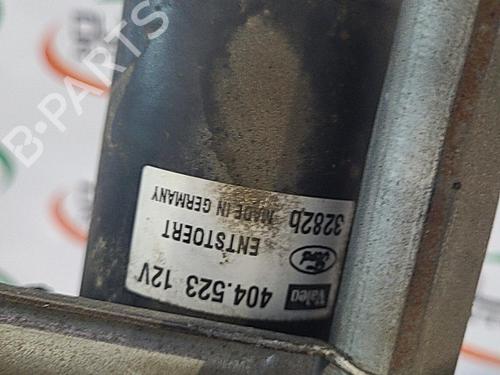 Valeo 404.523 12V
Ford
ENTSTOERT
3282b MADE IN GERMANY
B-PARTS